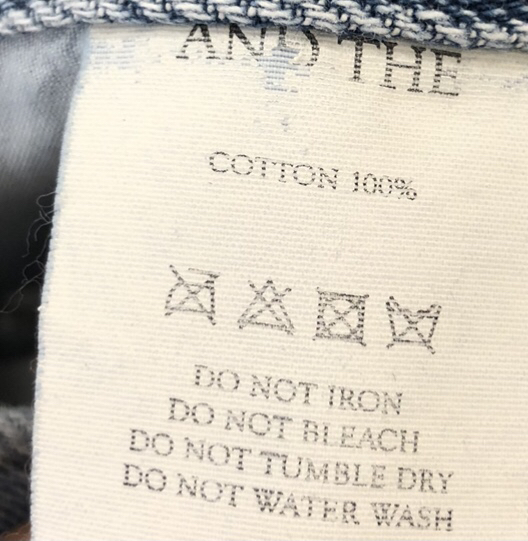 AND THE
COTTON 100%
DO NOT IRON
DO NOT BLEACH
DO NOT TUMBLE DRY
DO NOT WATER WASH